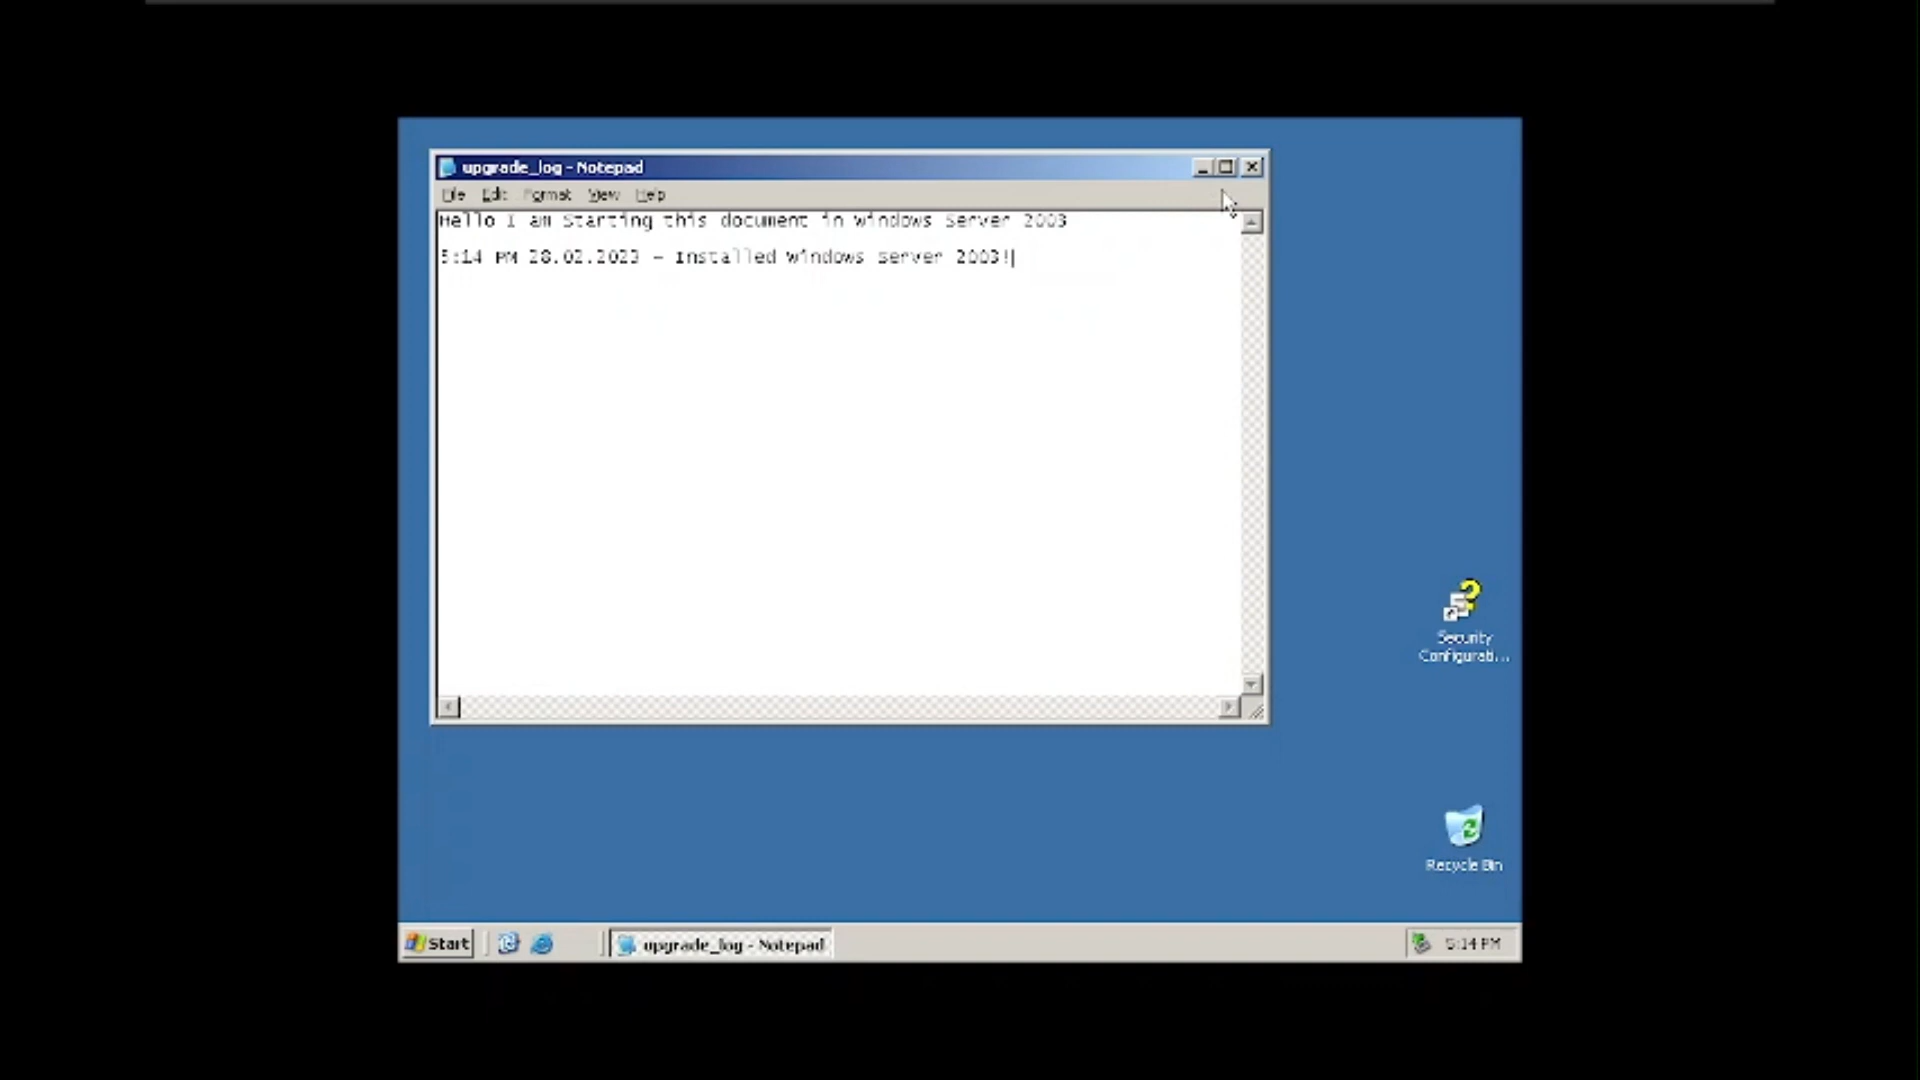 upgrade_log - Notepad
File Edit Format View Help
Hello I am Starting this document in Windows Server 2003
5:14 PM 28.02.2023 - Installed Windows Server 2003!
Security
Configurati...
Recycle Bin
Start
upgrade_log - Notepad
5:14 PM